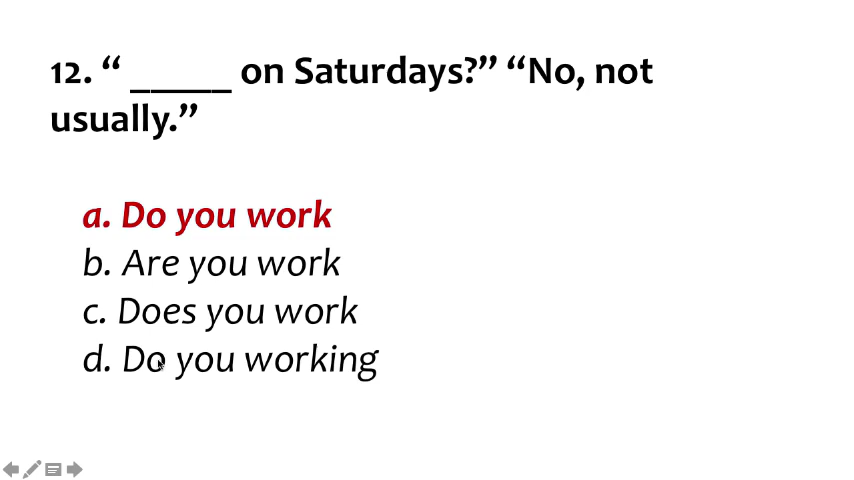 12. “ _____ on Saturdays?” “No, not
usually.”
a. Do you work
b. Are you work
c. Does you work
d. Do you working